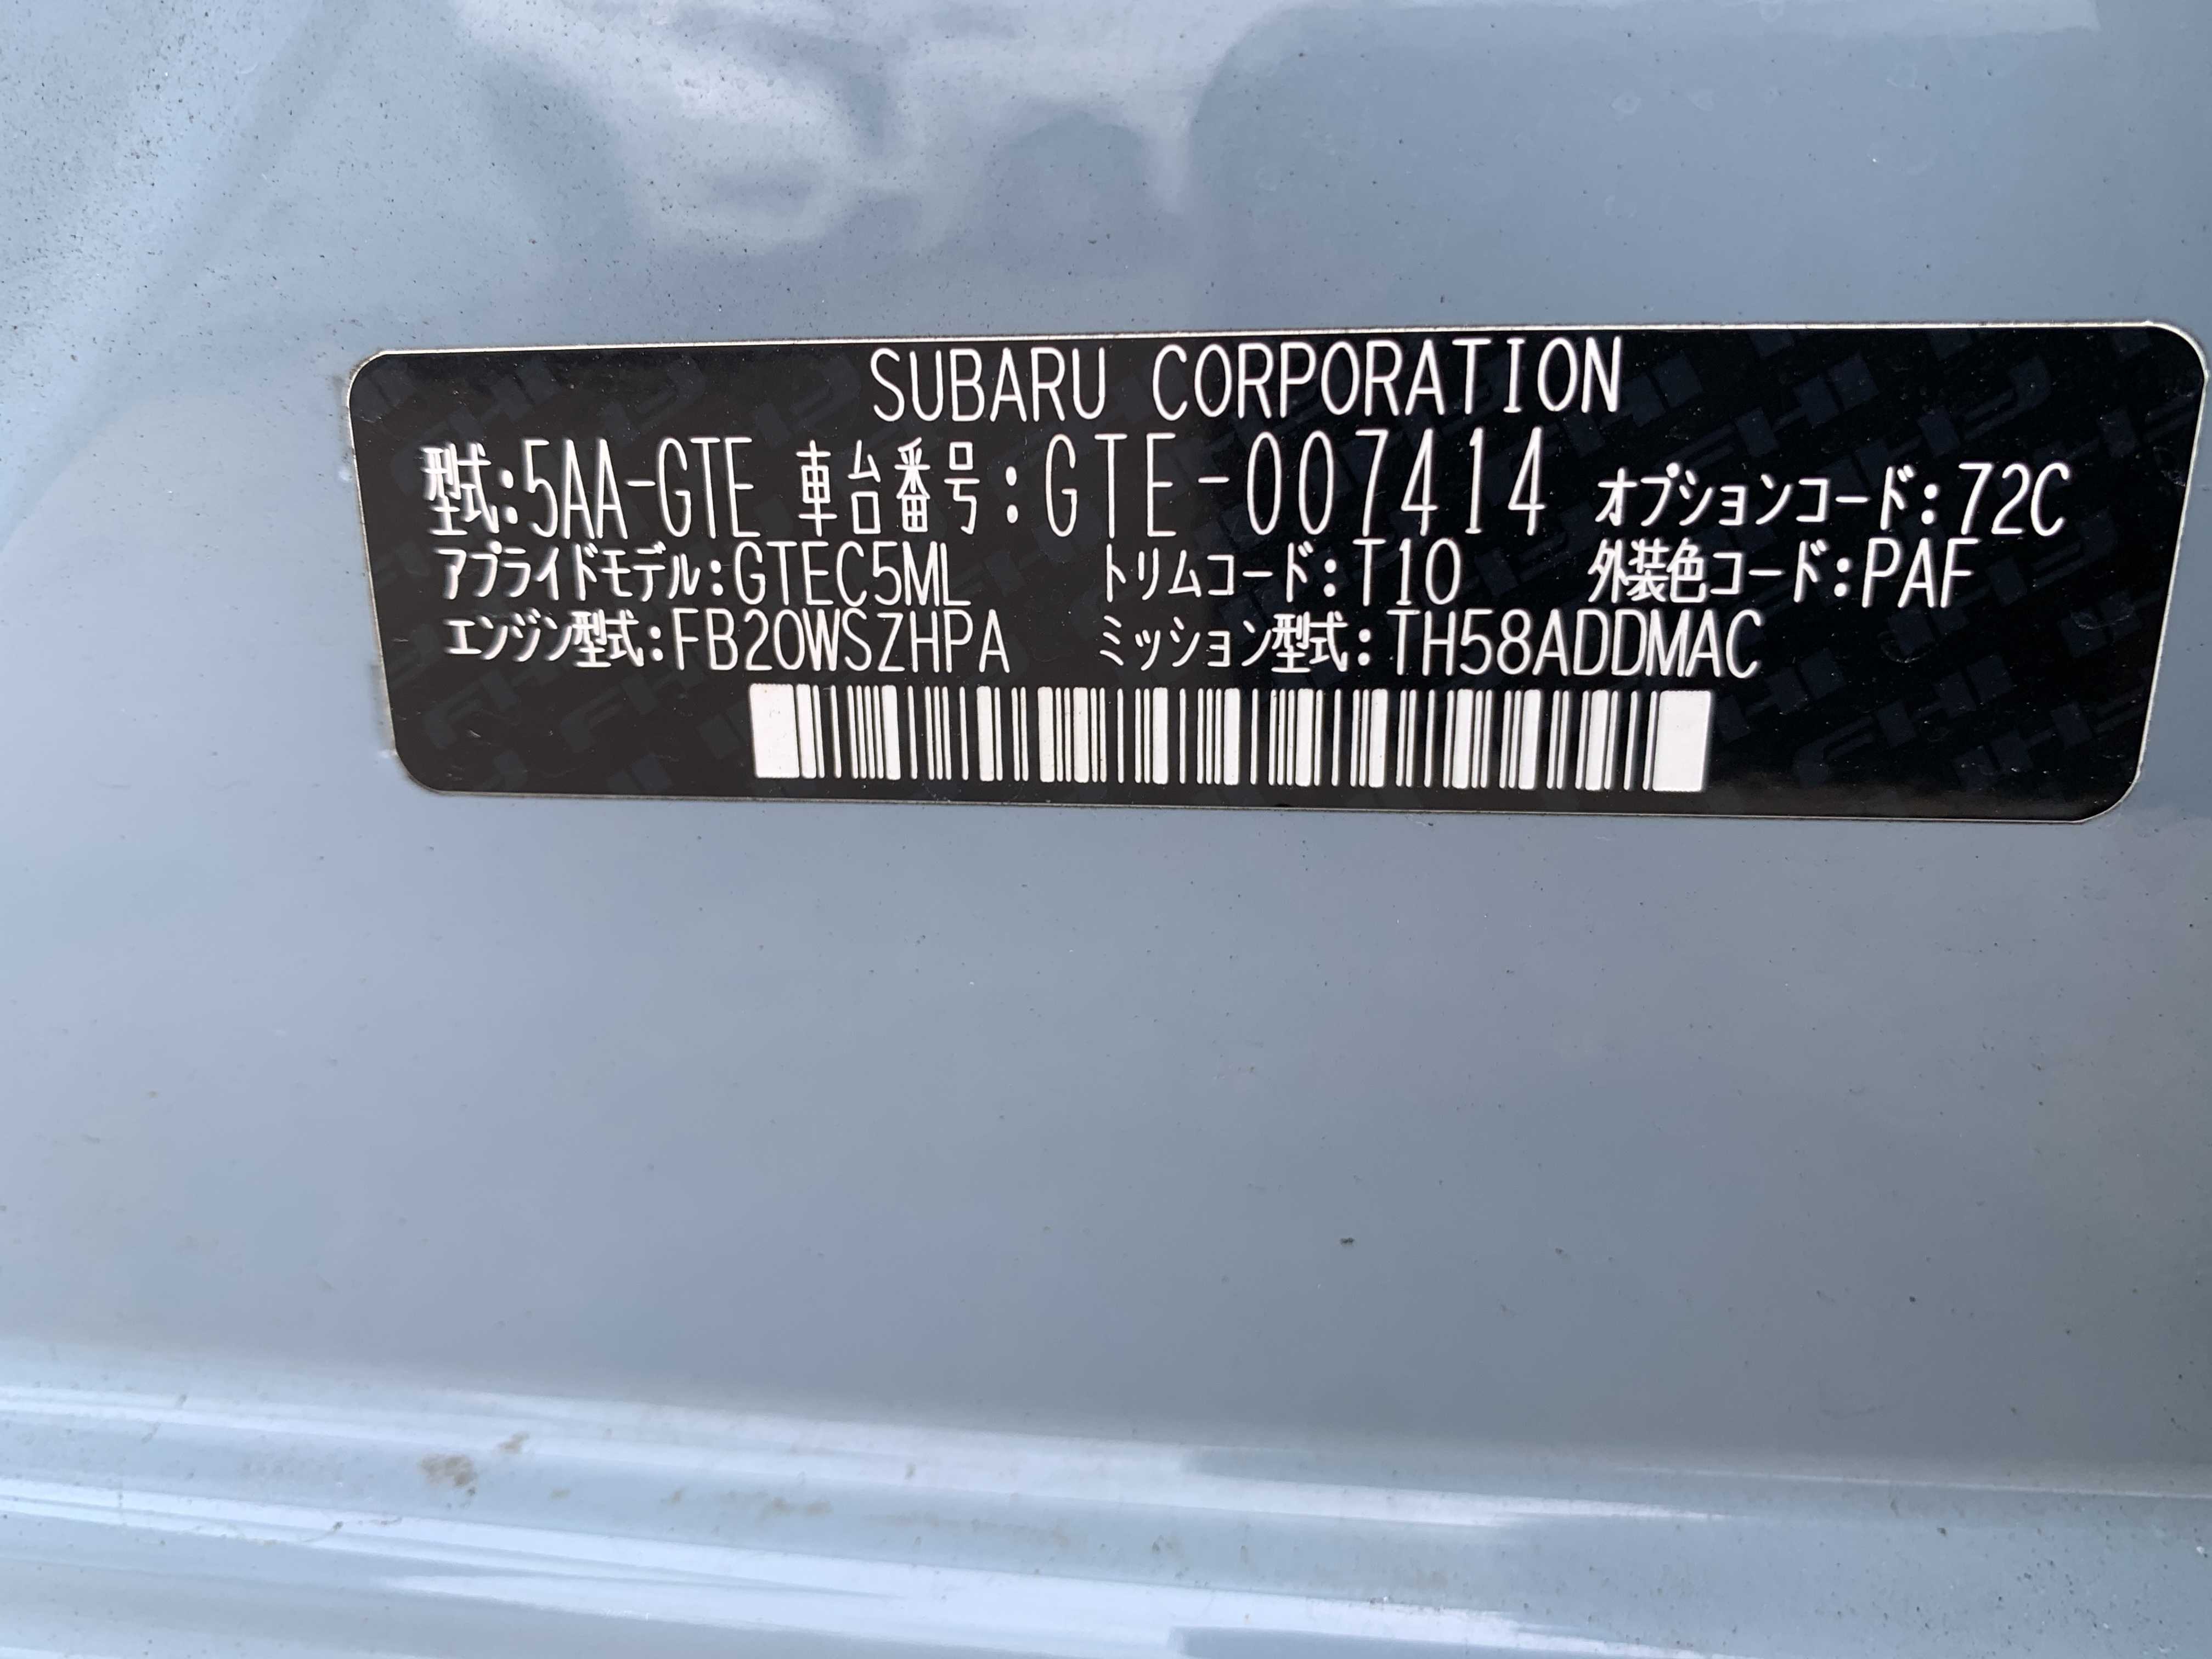 SUBARU CORPORATION
型式:5AA-GTE 車台番号:GTE-007414 オプションコード:72C
アプライドモデル:GTEC5ML トリムコード:T10 外装色コード:PAF
エンジン型式:FB20WSZHPA ミッション型式:TH58ADDMAC